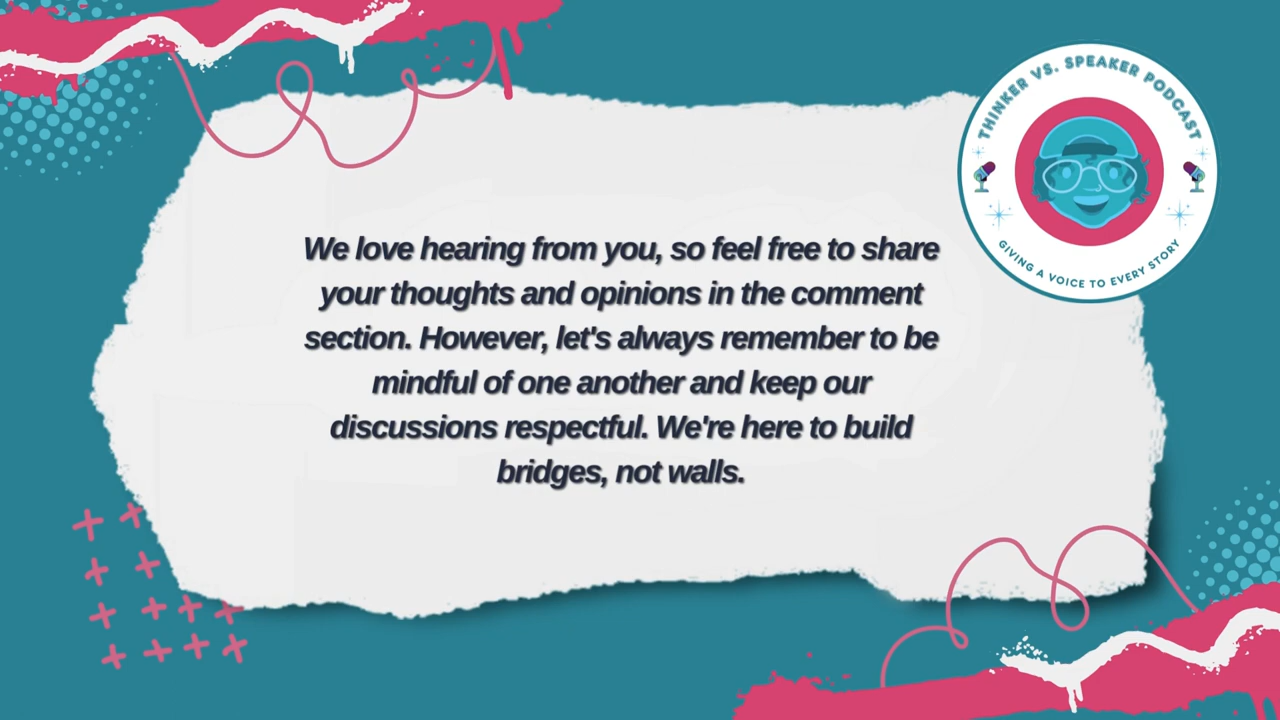 THINKER VS. SPEAKER PODCAST
GIVING A VOICE TO EVERY STORY
We love hearing from you, so feel free to share
your thoughts and opinions in the comment
section. However, let's always remember to be
mindful of one another and keep our
discussions respectful. We're here to build
bridges, not walls.